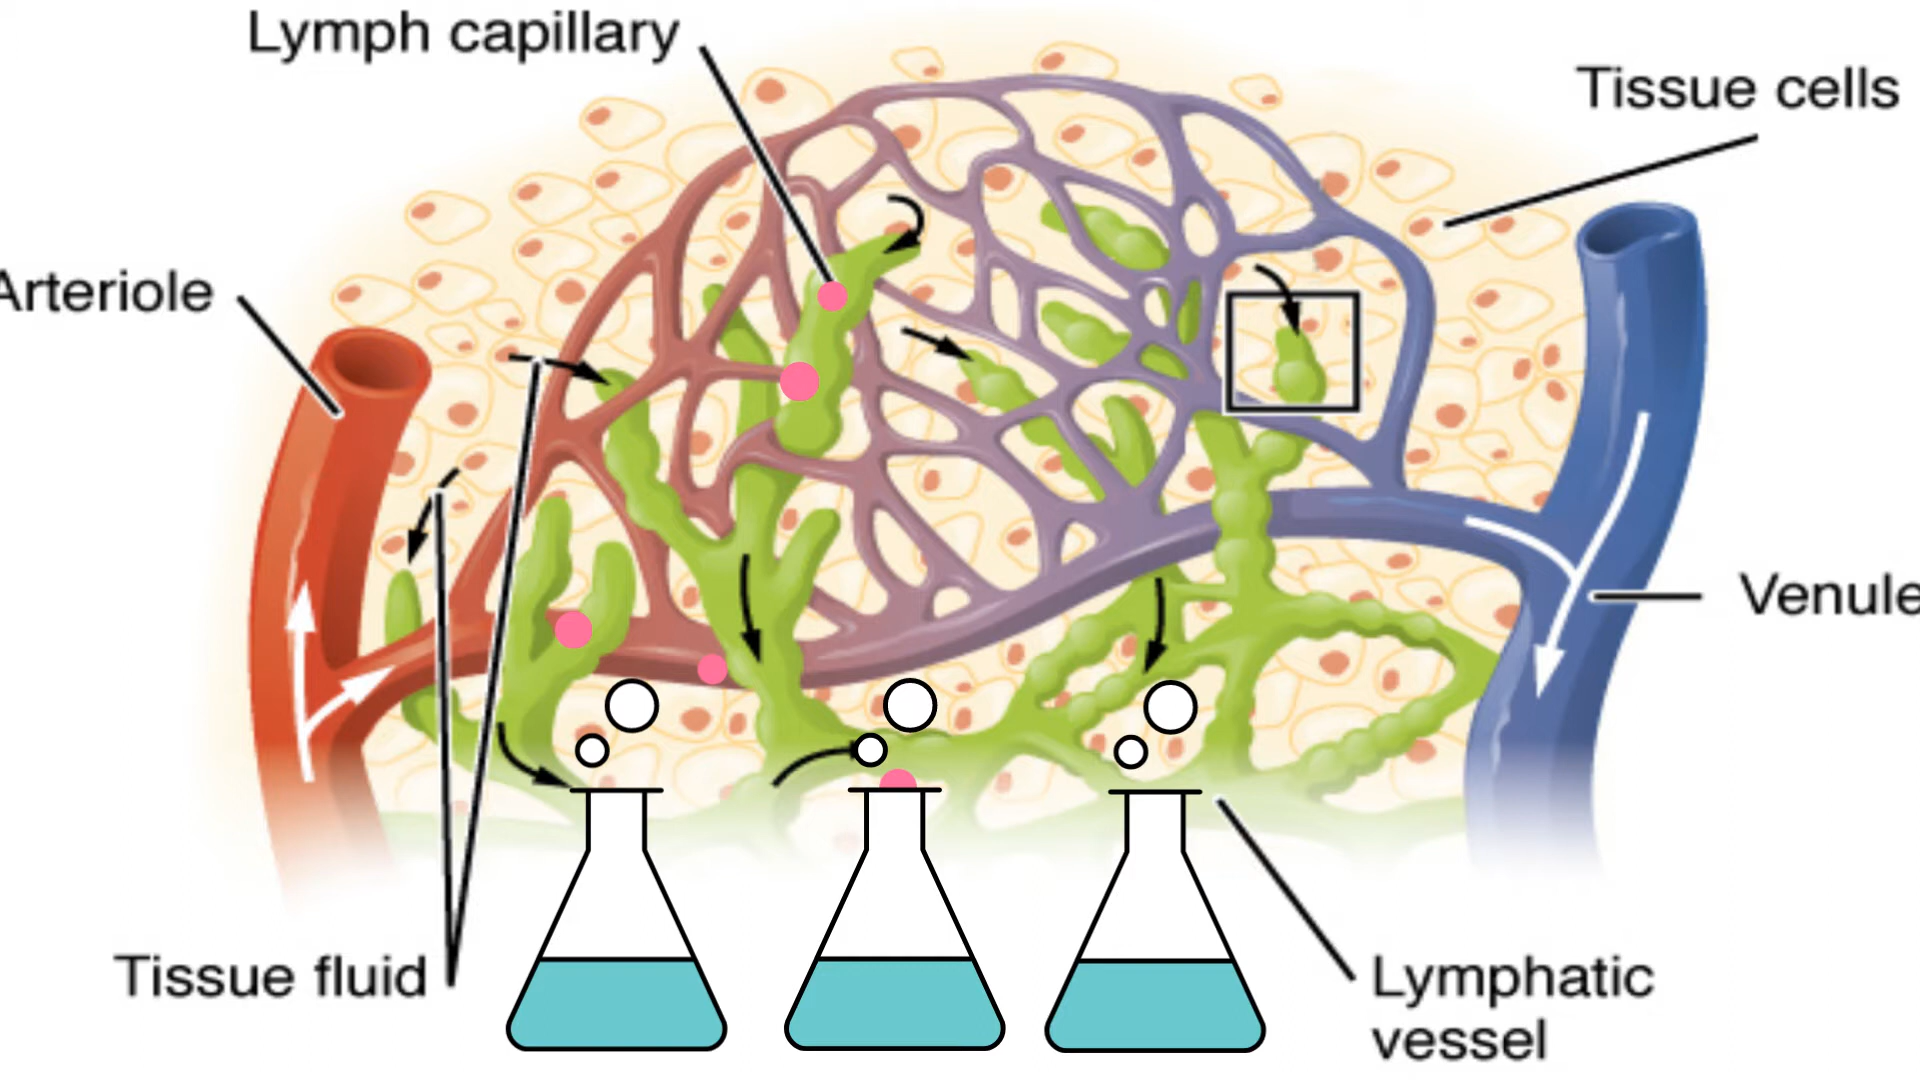 Lymph capillary
Tissue cells
Arteriole
Venule
Tissue fluid
Lymphatic
vessel